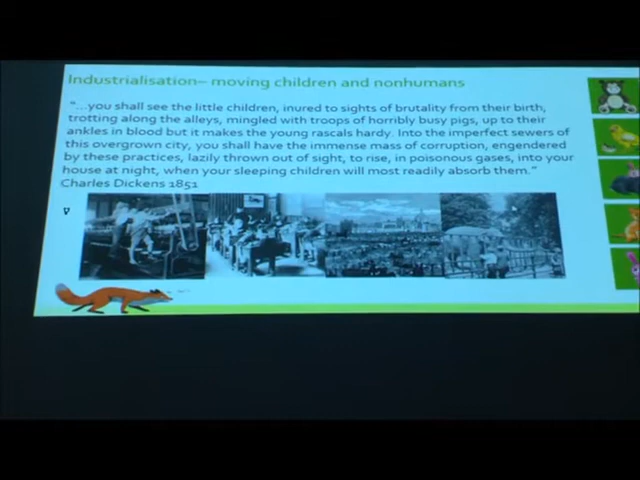 Industrialisation– moving children and nonhumans
“...you shall see the little children, inured to sights of brutality from their birth,
trotting along the alleys, mingled with troops of horribly busy pigs, up to their
ankles in blood but it makes the young rascals hardy. Into the imperfect sewers of
this overgrown city, you shall have the immense mass of corruption, engendered
by these practices, lazily thrown out of sight, to rise, in poisonous gases, into your
house at night, when your sleeping children will most readily absorb them.”
Charles Dickens 1851